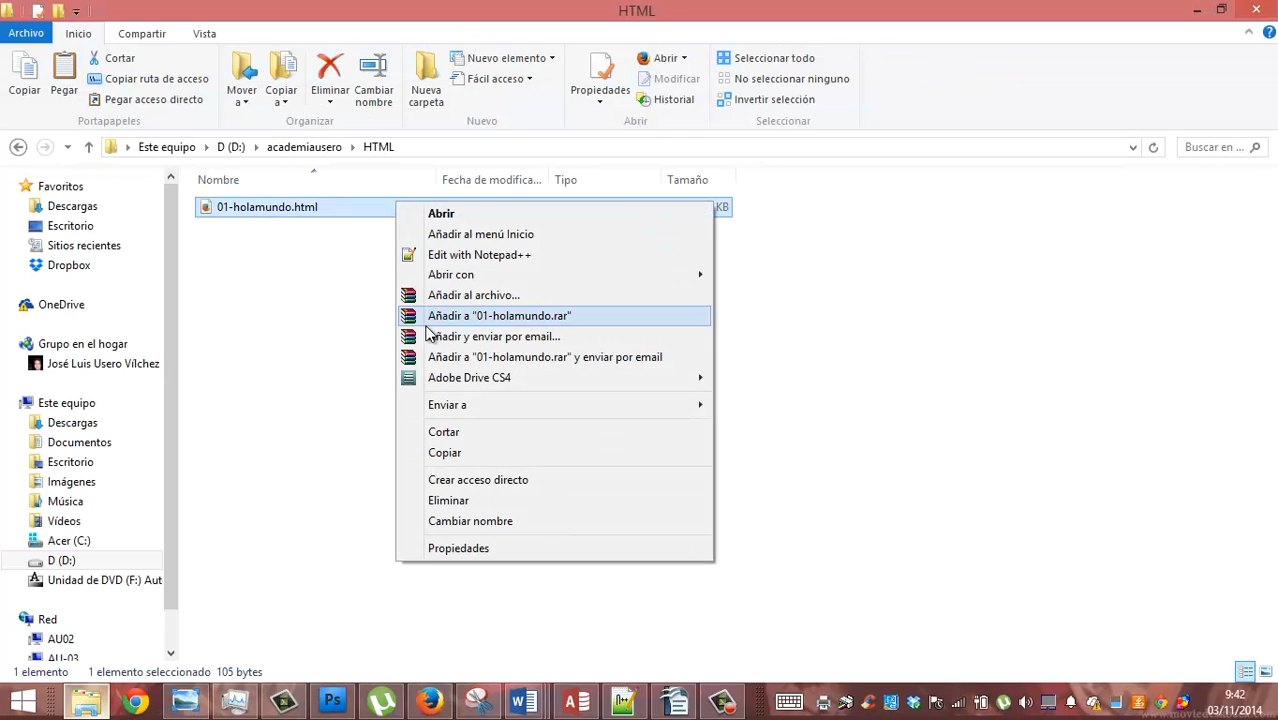 HTML
Archivo Inicio Compartir Vista
Copiar
Pegar
Cortar
Copiar ruta de acceso
Pegar acceso directo
Portapapeles
Mover a
Copiar a
Eliminar
Cambiar nombre
Organizar
Nueva carpeta
Nuevo elemento
Fácil acceso
Nuevo
Propiedades
Abrir
Modificar
Historial
Abrir
Seleccionar todo
No seleccionar ninguno
Invertir selección
Seleccionar
Este equipo D (D:) academiausero HTML
Buscar en ...
Nombre Fecha de modifica... Tipo Tamaño
01-holamundo.html KB
Favoritos
Descargas
Escritorio
Sitios recientes
Dropbox
OneDrive
Grupo en el hogar
José Luis Usero Vílchez
Este equipo
Descargas
Documentos
Escritorio
Imágenes
Música
Vídeos
Acer (C:)
D (D:)
Unidad de DVD (F:) Aut
Red
AU02
AU-03
Abrir
Añadir al menú Inicio
Edit with Notepad++
Abrir con
Añadir al archivo...
Añadir a "01-holamundo.rar"
Añadir y enviar por email...
Añadir a "01-holamundo.rar" y enviar por email
Adobe Drive CS4
Enviar a
Cortar
Copiar
Crear acceso directo
Eliminar
Cambiar nombre
Propiedades
1 elemento 1 elemento seleccionado 105 bytes
9:42
03/11/2014